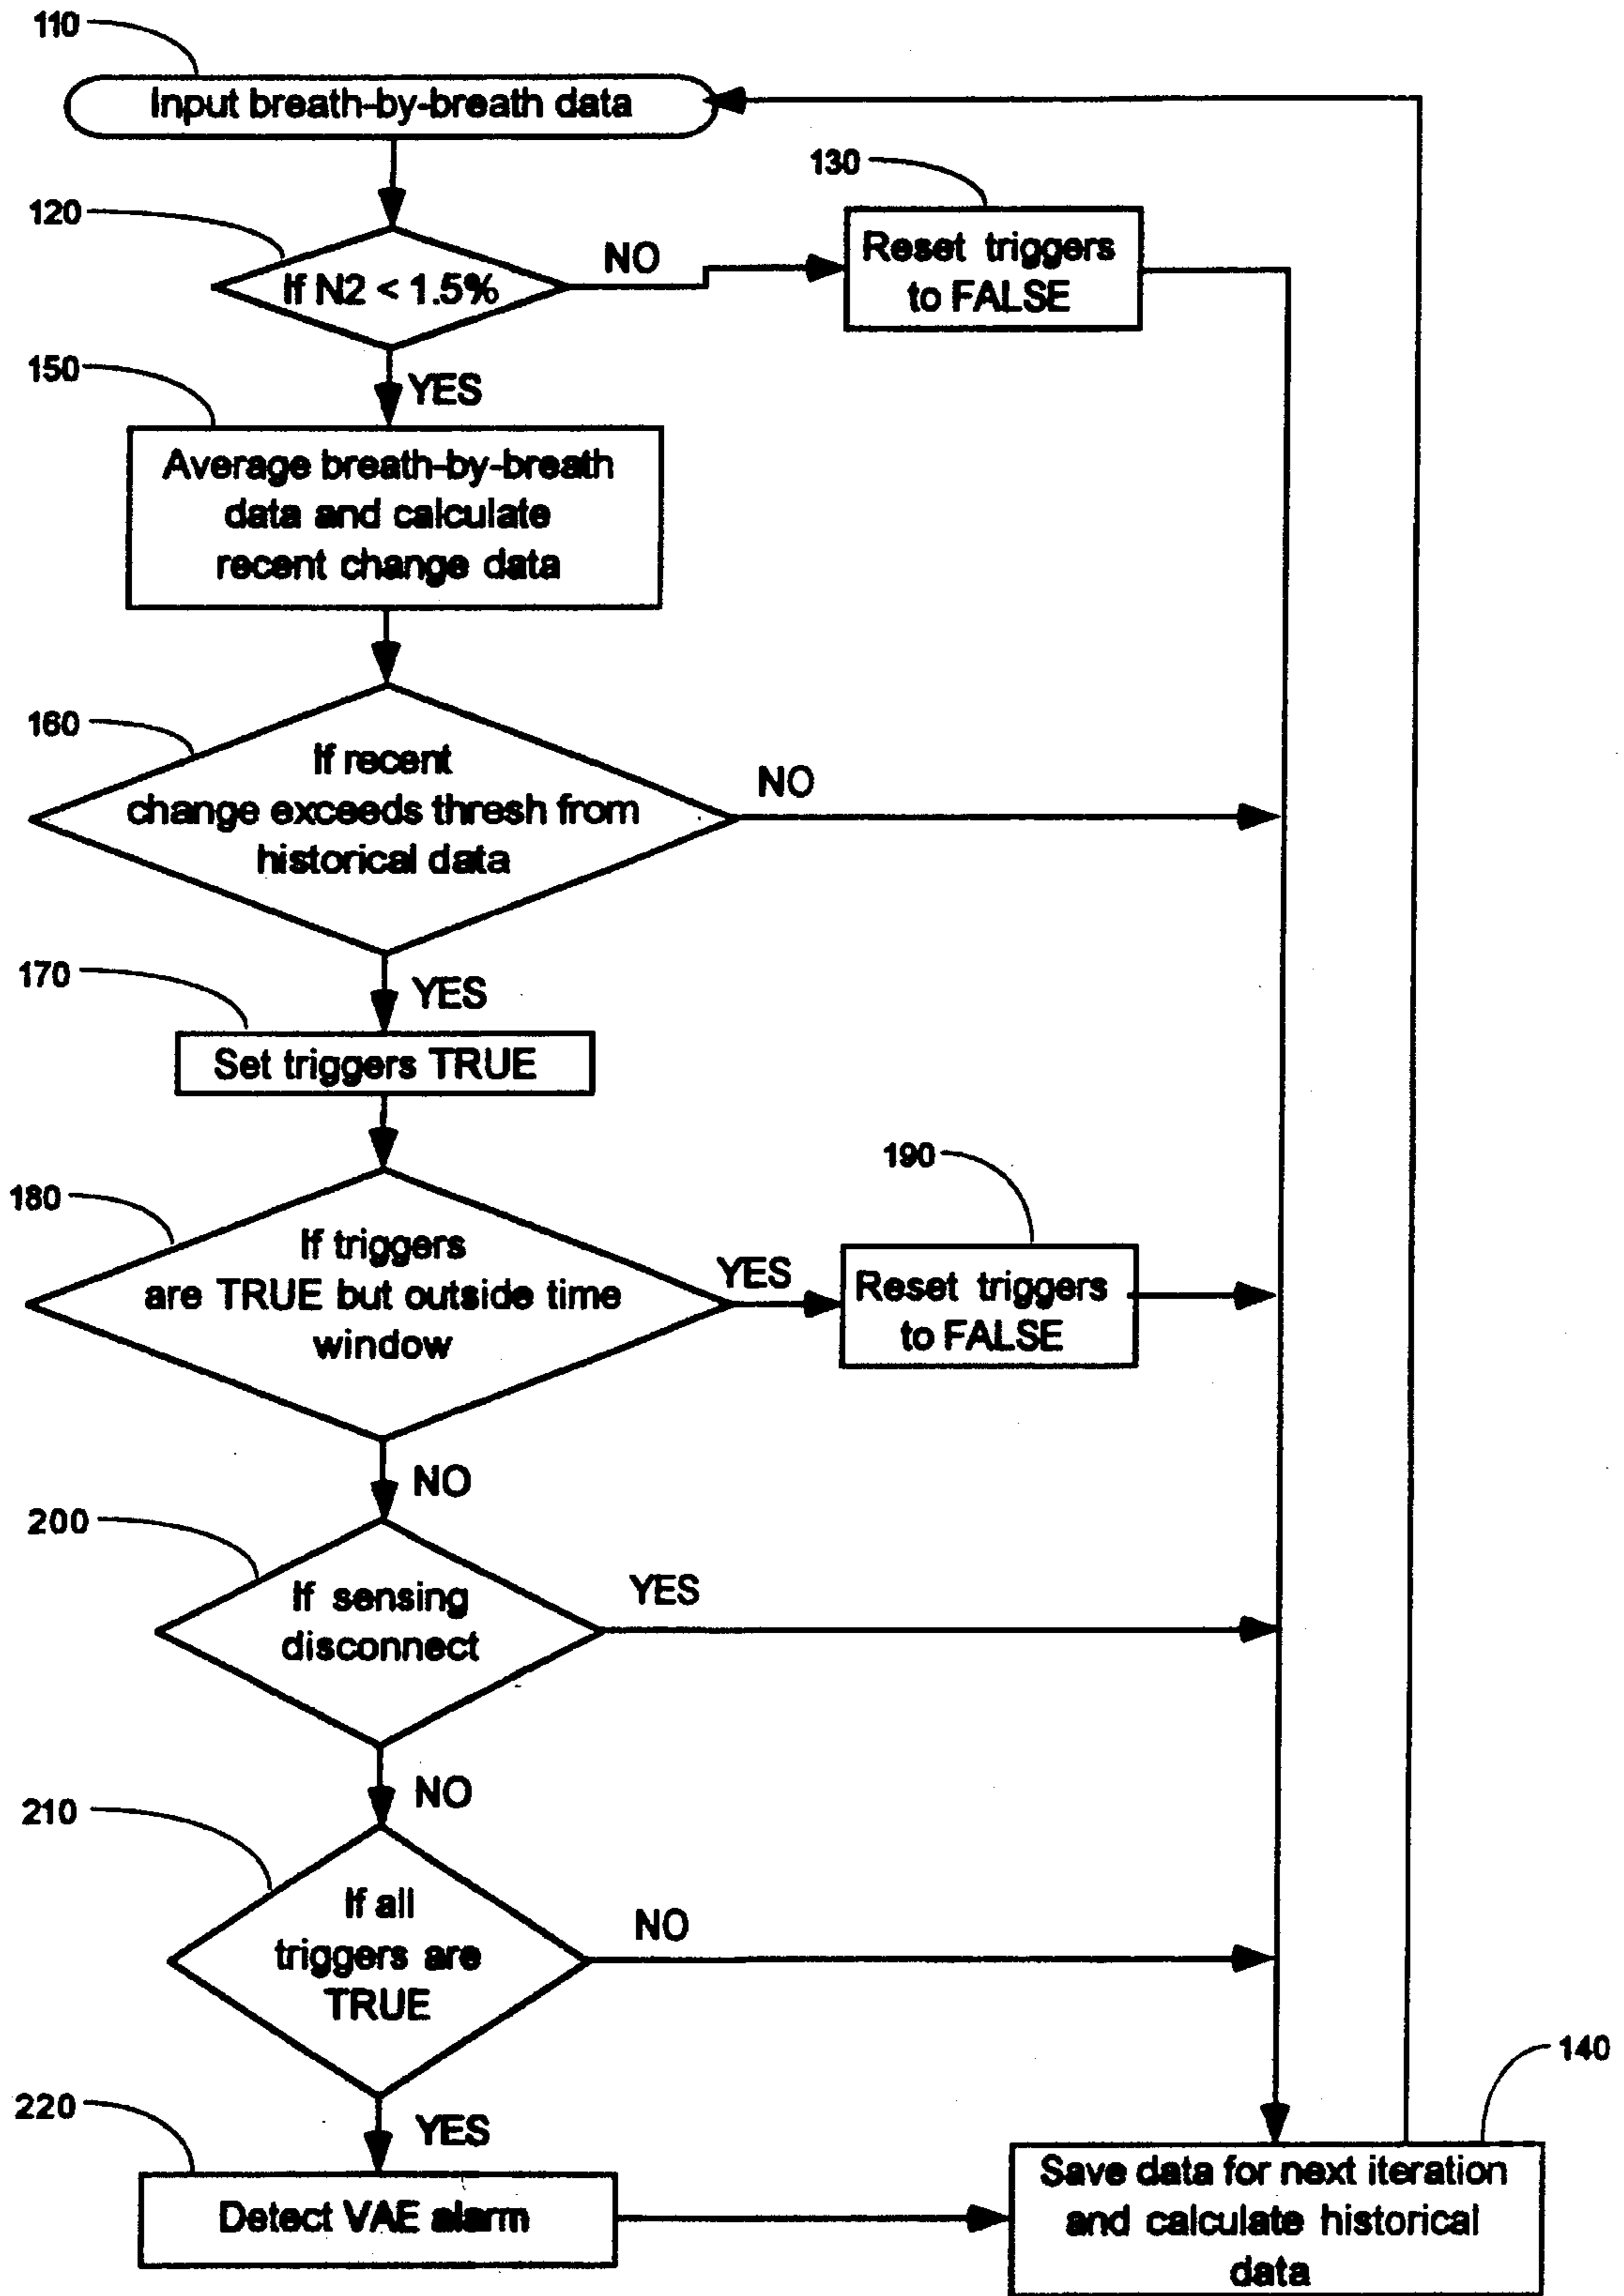 110
Input breath-by-breath data
130
120
If N2 < 1.5%
NO
Reset triggers
to FALSE
150
YES
Average breath-by-breath
data and calculate
recent change data
160
If recent
change exceeds thresh from
historical data
NO
170
YES
Set triggers TRUE
180
If triggers
are TRUE but outside time
window
YES
190
Reset triggers
to FALSE
NO
200
If sensing
disconnect
YES
NO
210
If all
triggers are
TRUE
NO
140
220
YES
Detect VAE alarm
Save data for next iteration
and calculate historical
data